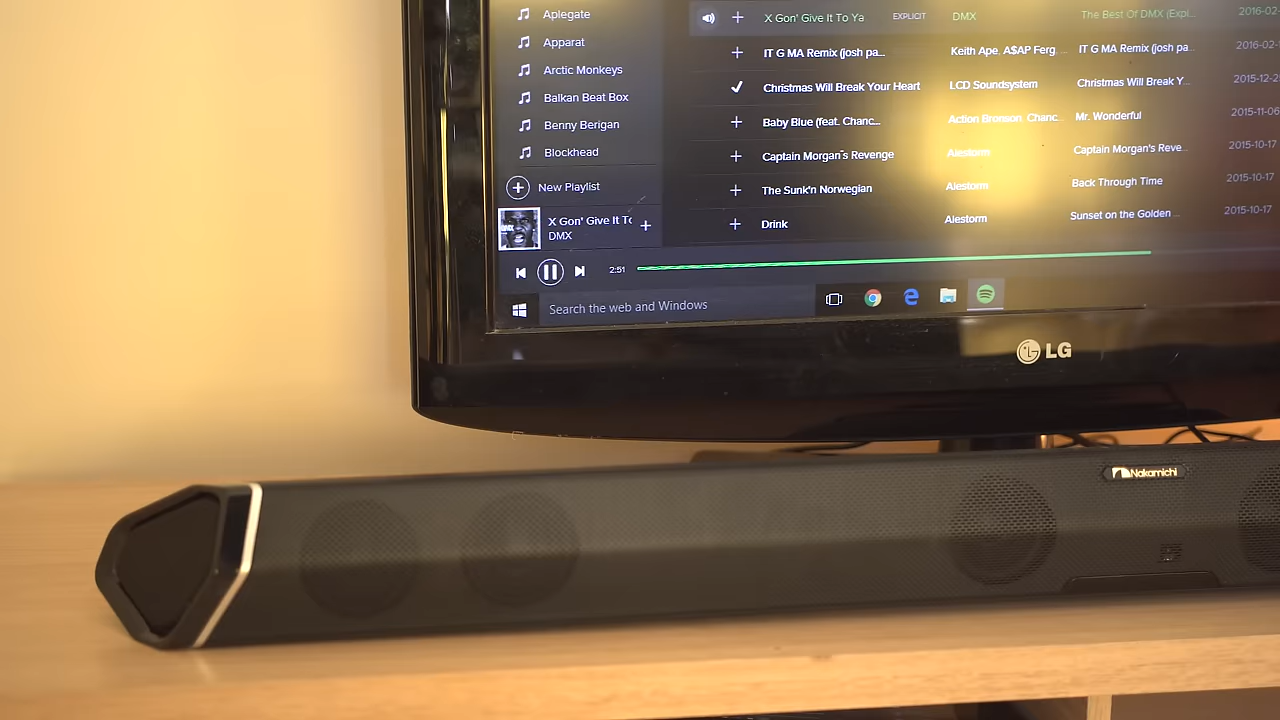 Aplegate
Apparat
Arctic Monkeys
Balkan Beat Box
Benny Berigan
Blockhead
New Playlist
X Gon' Give It Tc
DMX
X Gon' Give It To Ya EXPLICIT DMX The Best Of DMX (Expl... 2016-02-
IT G MA Remix (josh pa... Keith Ape, A$AP Ferg, ... IT G MA Remix (josh pa... 2016-02-
Christmas Will Break Your Heart LCD Soundsystem Christmas Will Break Y... 2015-12-2
Baby Blue (feat. Chanc... Action Bronson, Chanc... Mr. Wonderful 2015-11-06
Captain Morgan's Revenge Alestorm Captain Morgan's Reve... 2015-10-17
The Sunk'n Norwegian Alestorm Back Through Time 2015-10-17
Drink Alestorm Sunset on the Golden ... 2015-10-17
2:51
Search the web and Windows
LG
Nakamichi